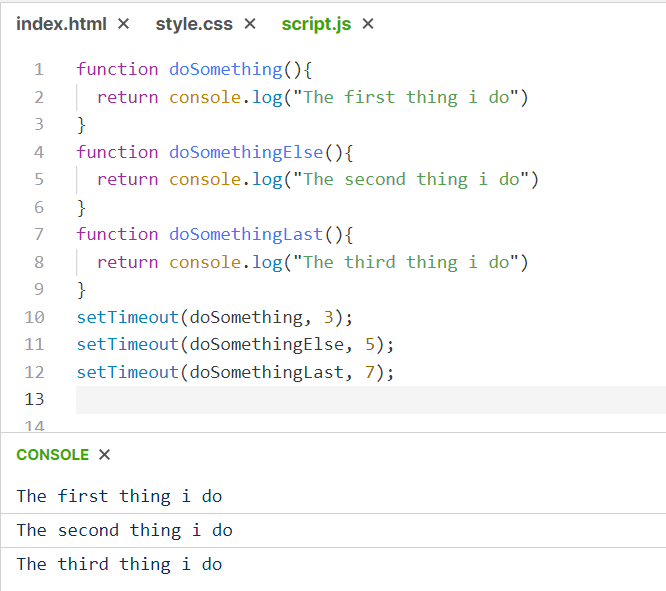 index.html × style.css × script.js ×
1 function doSomething(){
2 return console.log("The first thing i do")
3 }
4 function doSomethingElse(){
5 return console.log("The second thing i do")
6 }
7 function doSomethingLast(){
8 return console.log("The third thing i do")
9 }
10 setTimeout(doSomething, 3);
11 setTimeout(doSomethingElse, 5);
12 setTimeout(doSomethingLast, 7);
13
14
CONSOLE ×
The first thing i do
The second thing i do
The third thing i do